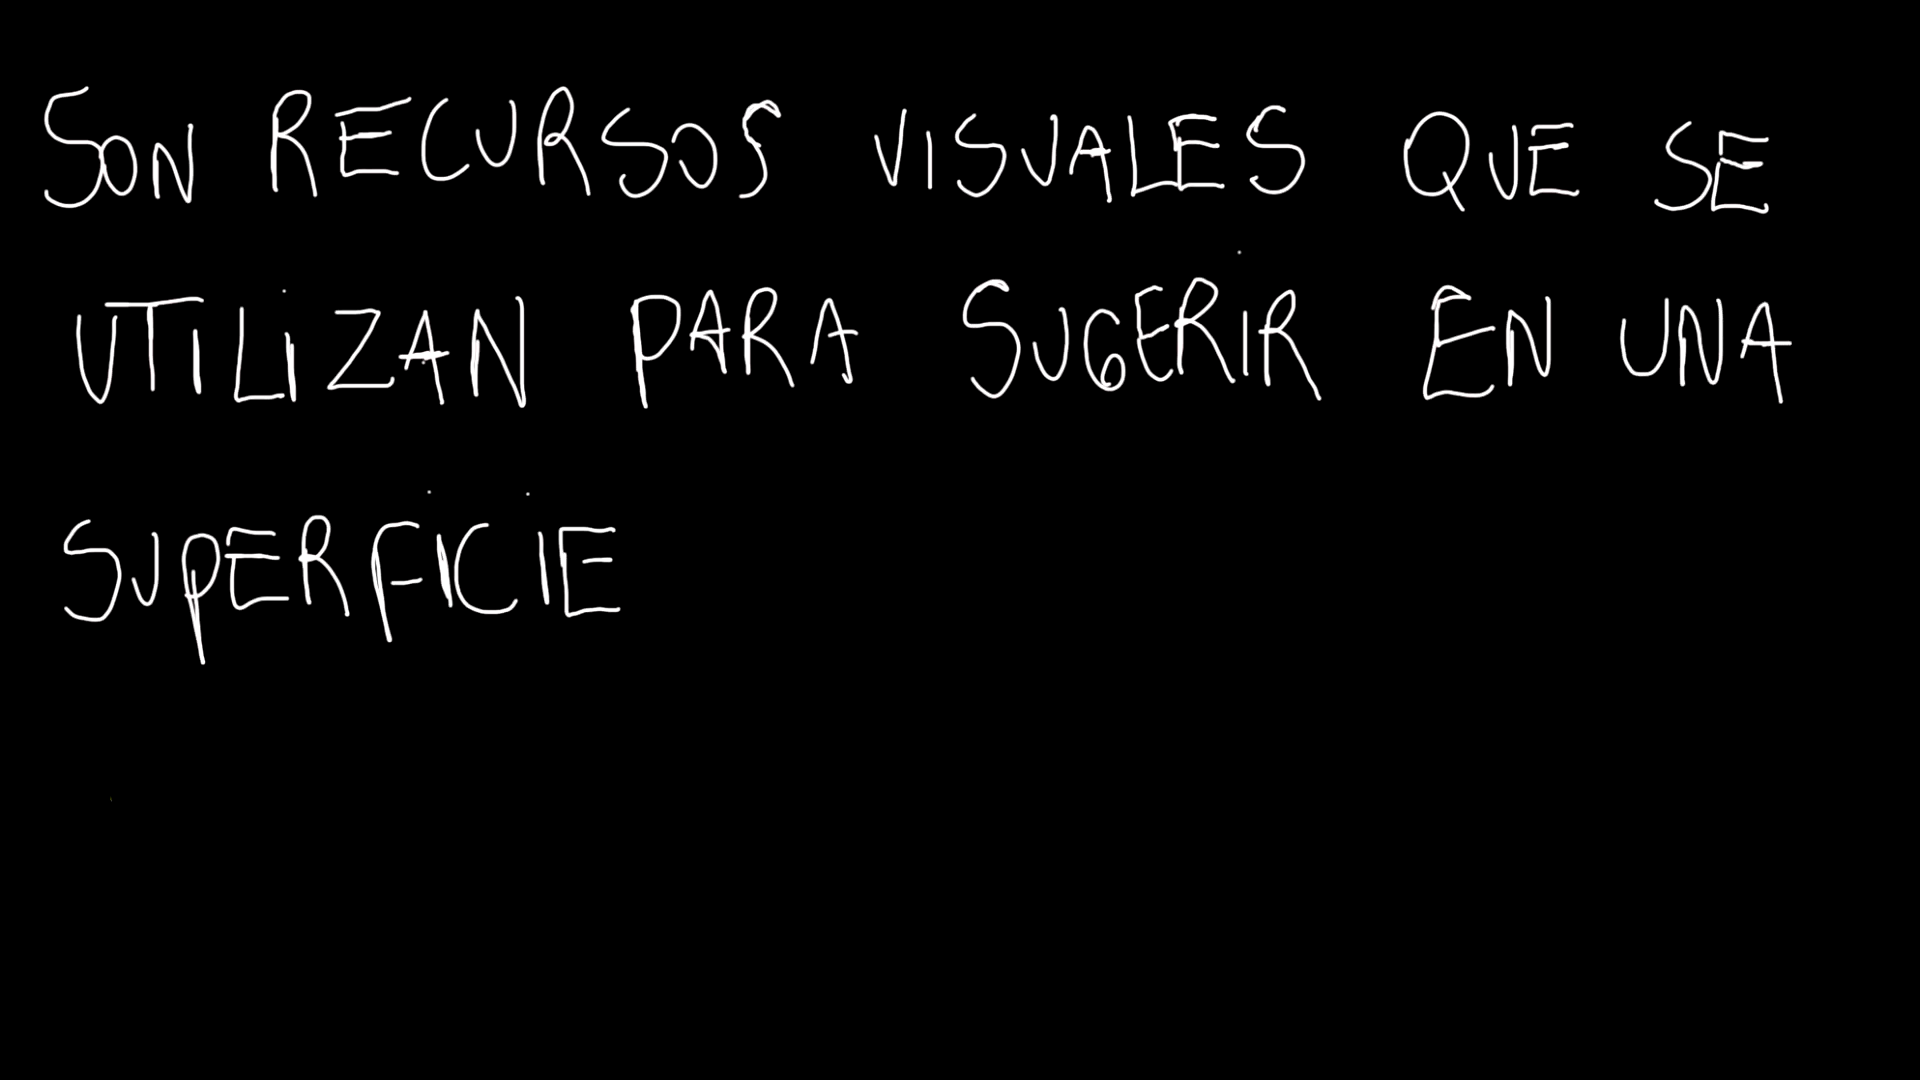 SON RECURSOS VISUALES QUE SE
UTILIZAN PARA SUGERIR EN UNA
SUPERFICIE